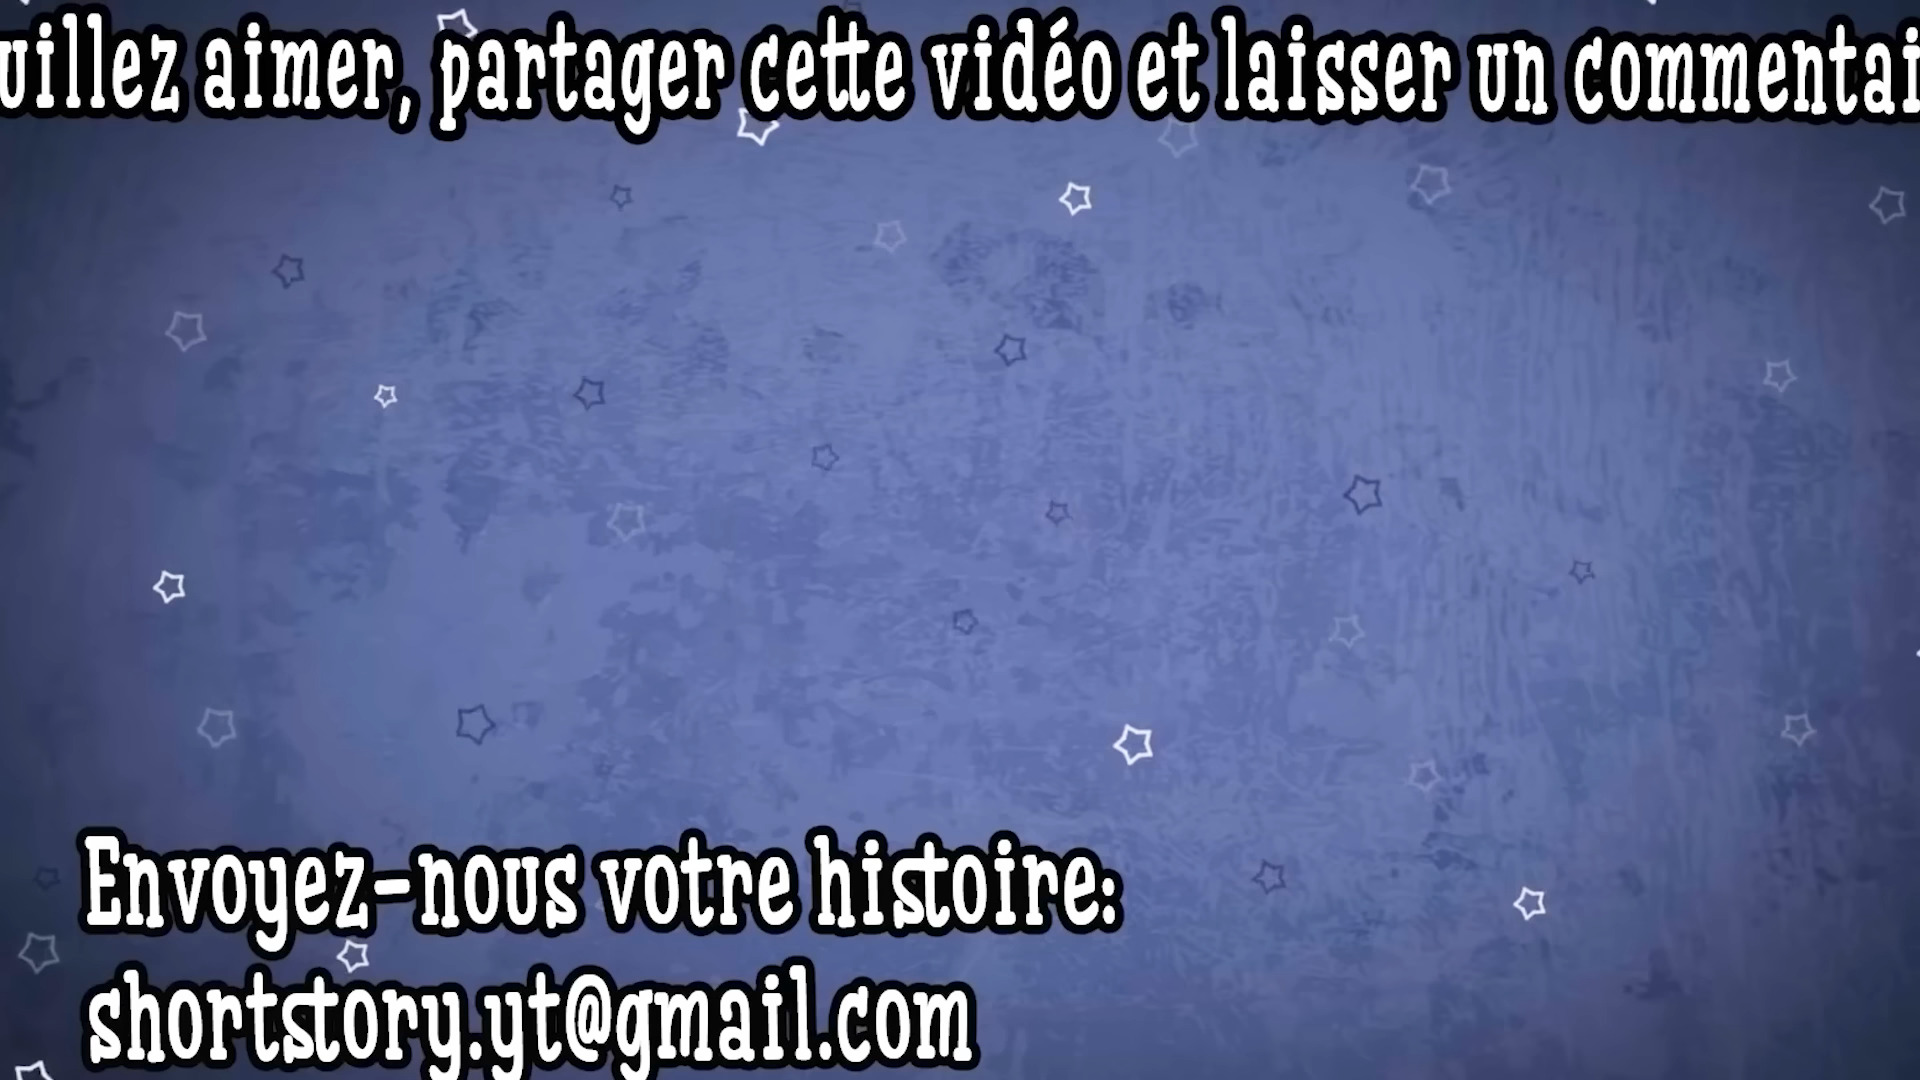 uillez aimer, partager cette vidéo et laisser un commentai
Envoyez-nous votre histoire:
shortstory.yt@gmail.com